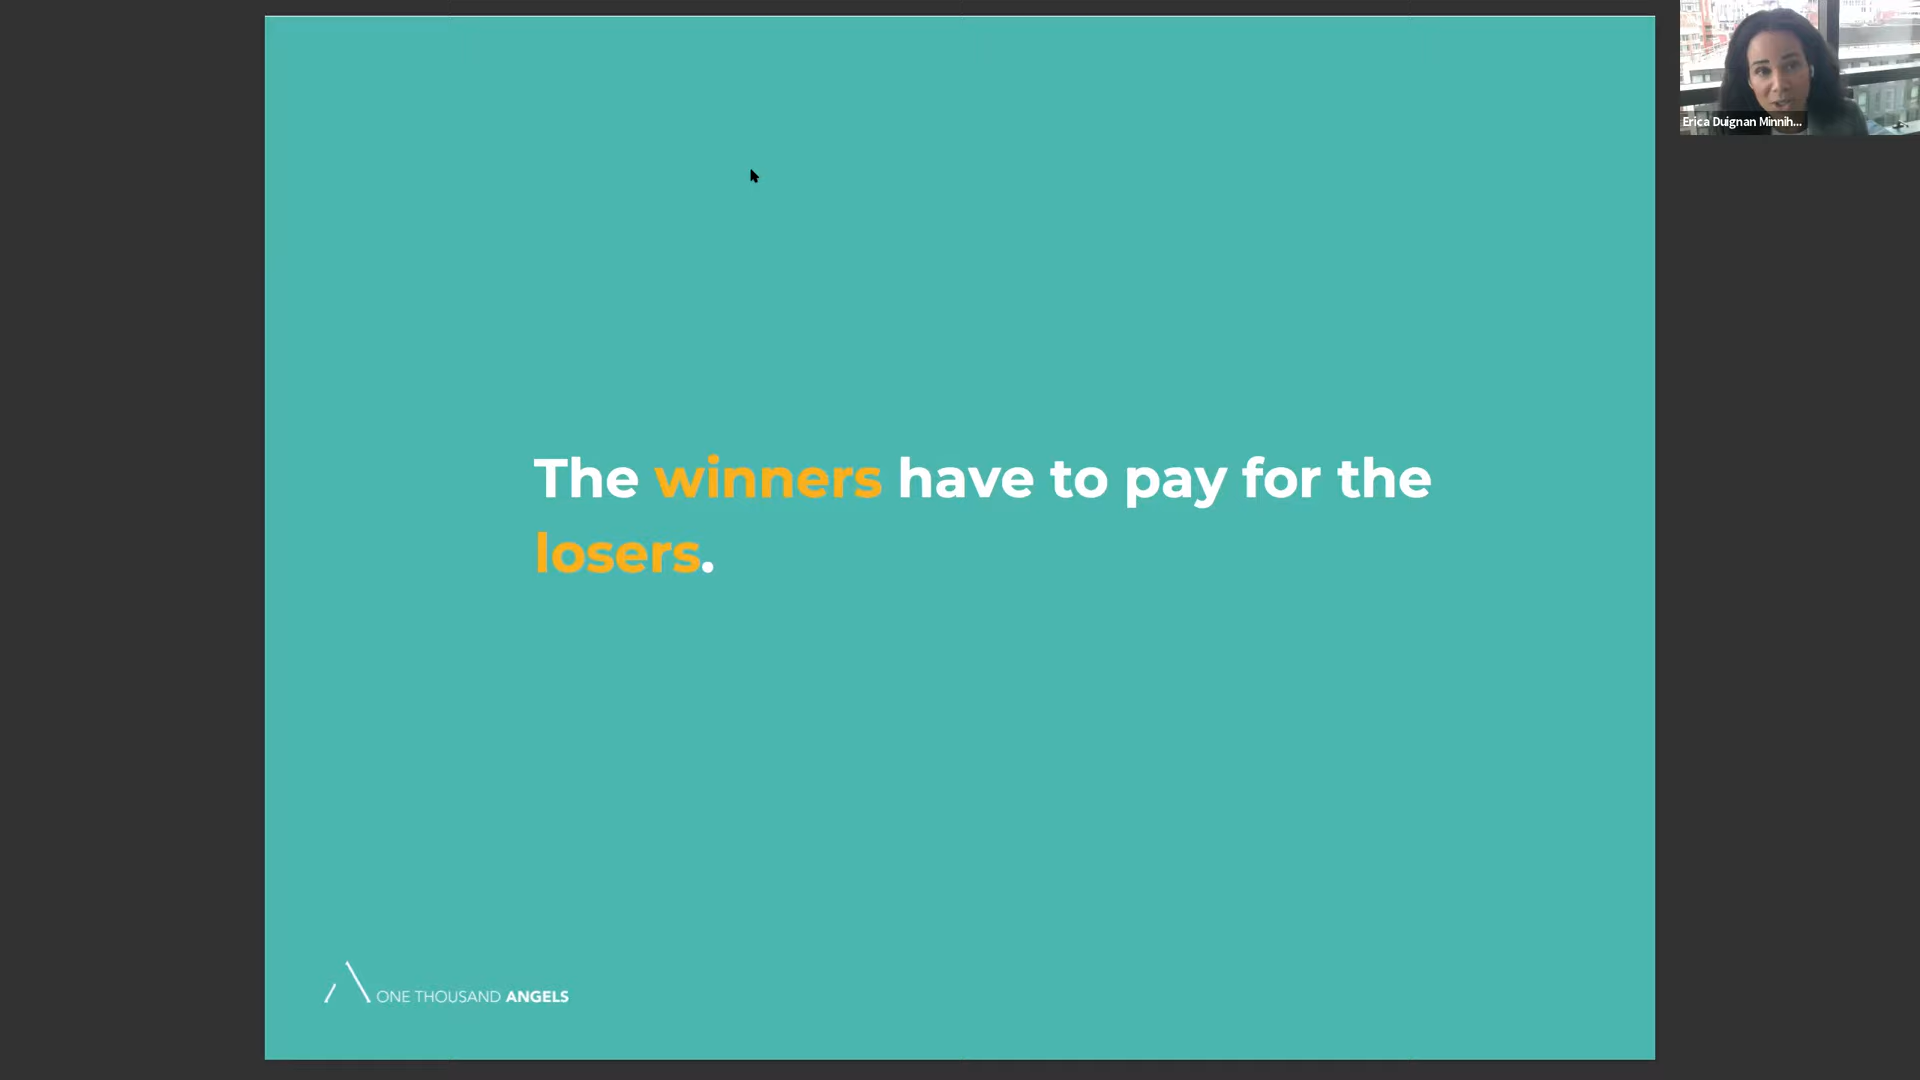 Erica Duignan Minnih...
The winners have to pay for the
losers.
ONE THOUSAND ANGELS